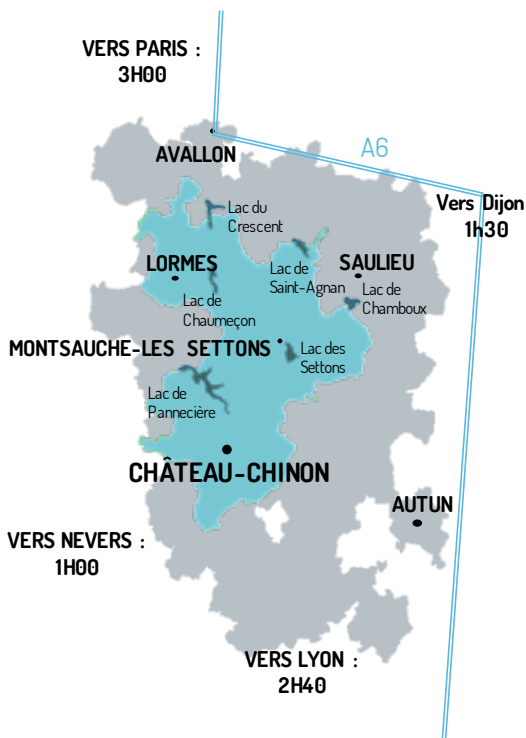 VERS PARIS :
3H00
A6
AVALLON
Vers Dijon
1h30
Lac du
Crescent
LORMES
Lac de
Saint-Agnan
SAULIEU
Lac de
Chamboux
Lac de
Chaumeçon
MONTSAUCHE-LES SETTONS
Lac des
Settons
Lac de
Pannecière
CHÂTEAU-CHINON
AUTUN
VERS NEVERS :
1H00
VERS LYON :
2H40